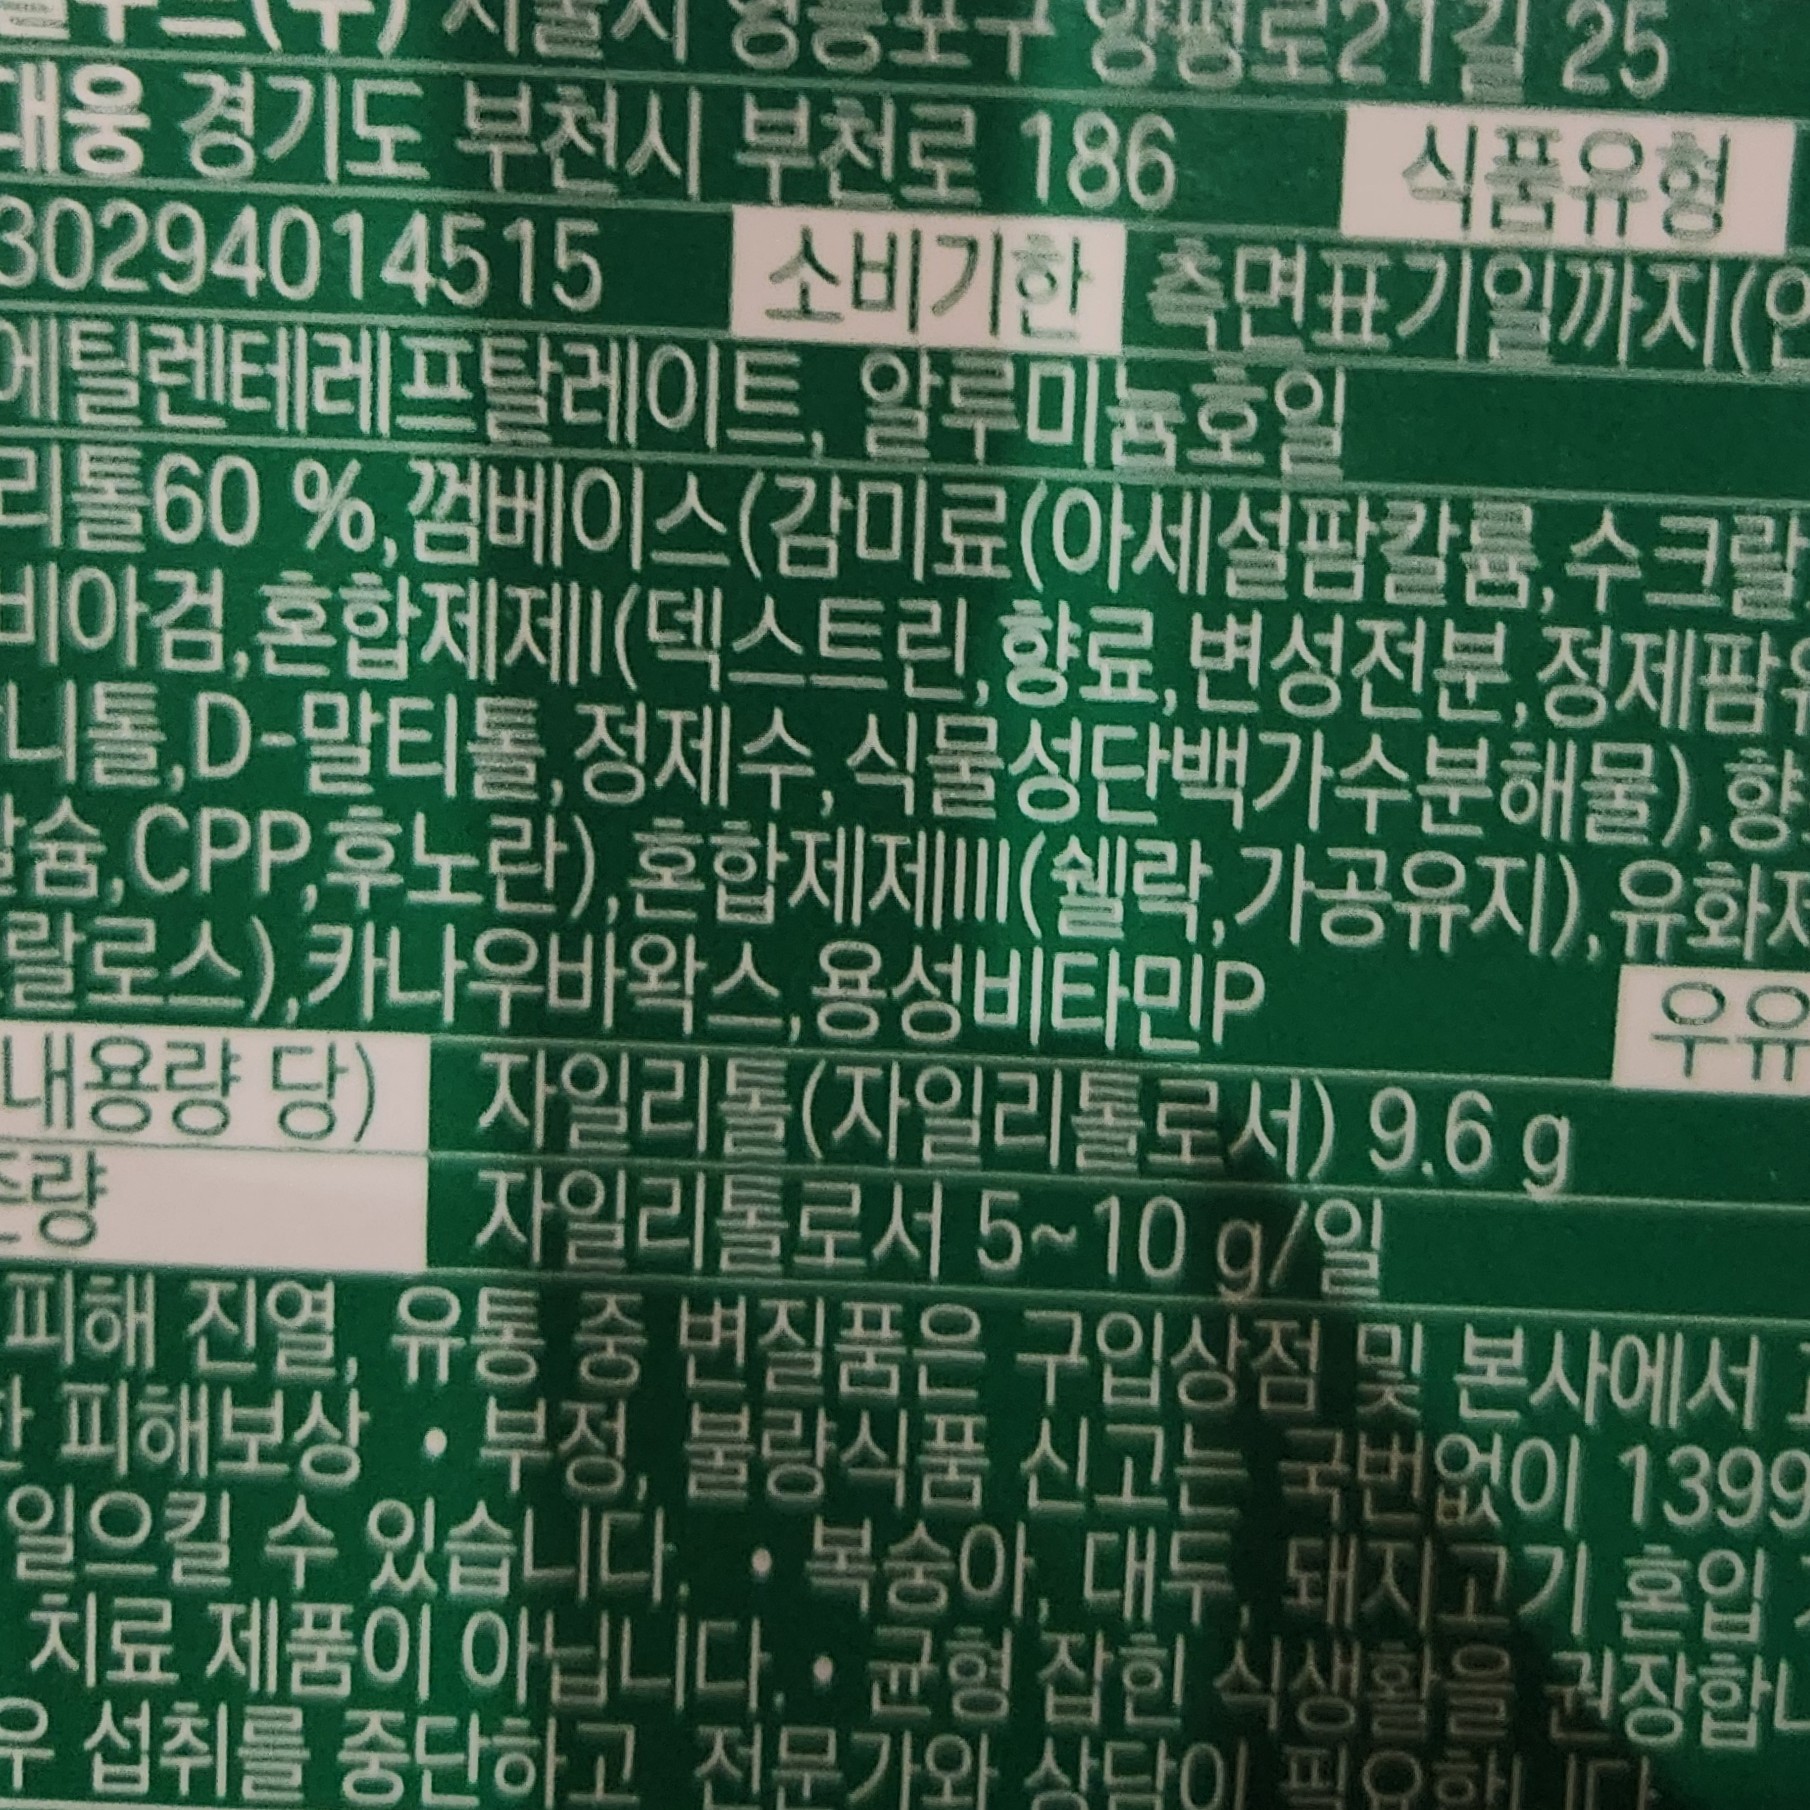 서울시 영등포구 양평로21길 25
대웅 경기도 부천시 부천로 186 식품유형
30294014515 소비기한 측면표기일까지(
에틸렌테레프탈레이트, 알루미늄호일
리톨60 %,껌베이스(감미료(아세설팜칼륨,수크랄
비아검,혼합제제I(덱스트린,향료,변성전분,정제팜유
니톨,D-말티톨,정제수,식물성단백가수분해물),향
슘,CPP,후노란),혼합제제III(쉘락,가공유지),유화제
랄로스),카나우바왁스,용성비타민P 우유
내용량 당) 자일리톨(자일리톨로서) 9.6 g
량 자일리톨로서 5~10 g/일
피해 진열, 유통 중 변질품은 구입상점 및 본사에서
피해보상 • 부정, 불량식품 신고는 국번없이 1399
일으킬 수 있습니다. • 복숭아, 대두, 돼지고기 혼입
치료 제품이 아닙니다. • 균형 잡힌 식생활을 권장합니
우 섭취를 중단하고 전문가와 상담이 필요합니다